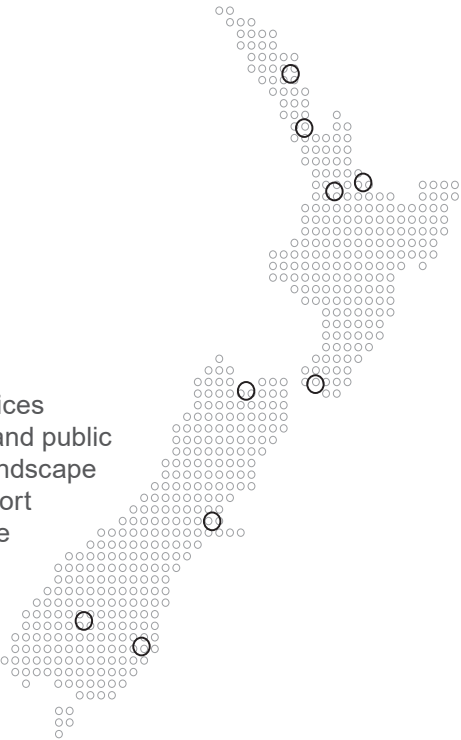 ices
and public
ndscape
ort
e